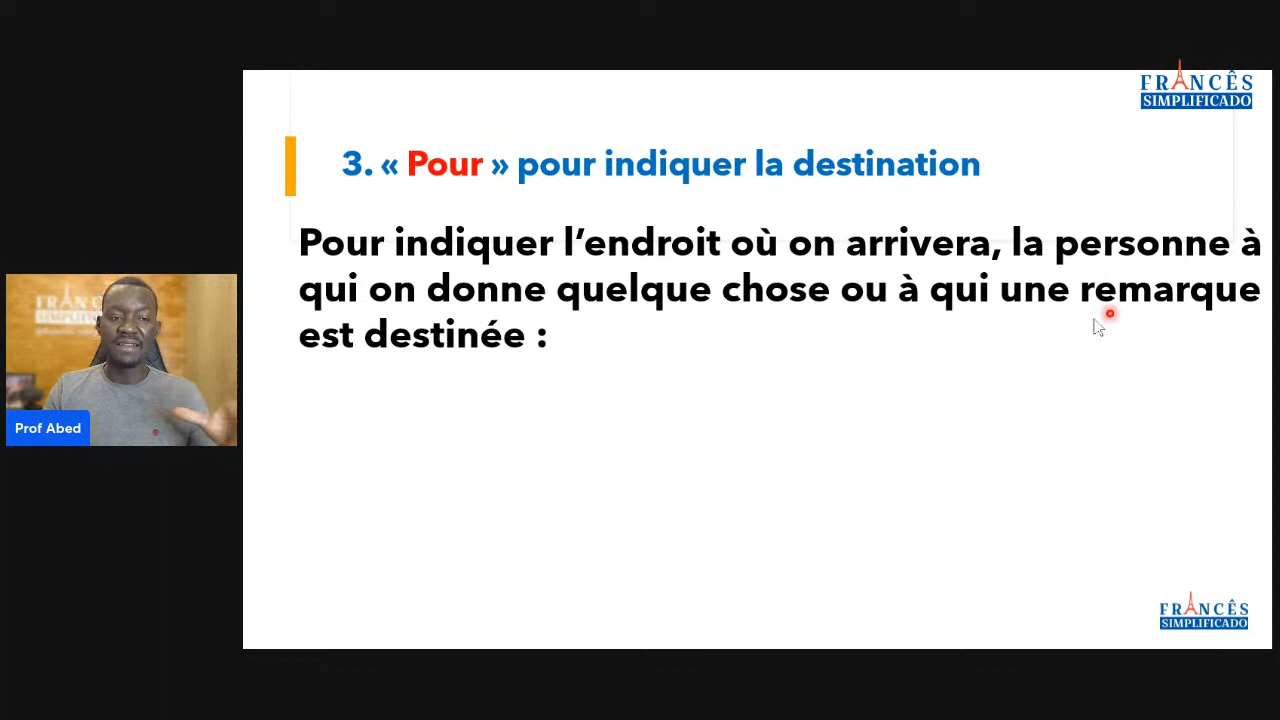 FRANCÊS
SIMPLIFICADO
3. « Pour » pour indiquer la destination
Pour indiquer l’endroit où on arrivera, la personne à
qui on donne quelque chose ou à qui une remarque
est destinée :
Prof Abed
FRANCÊS
SIMPLIFICADO